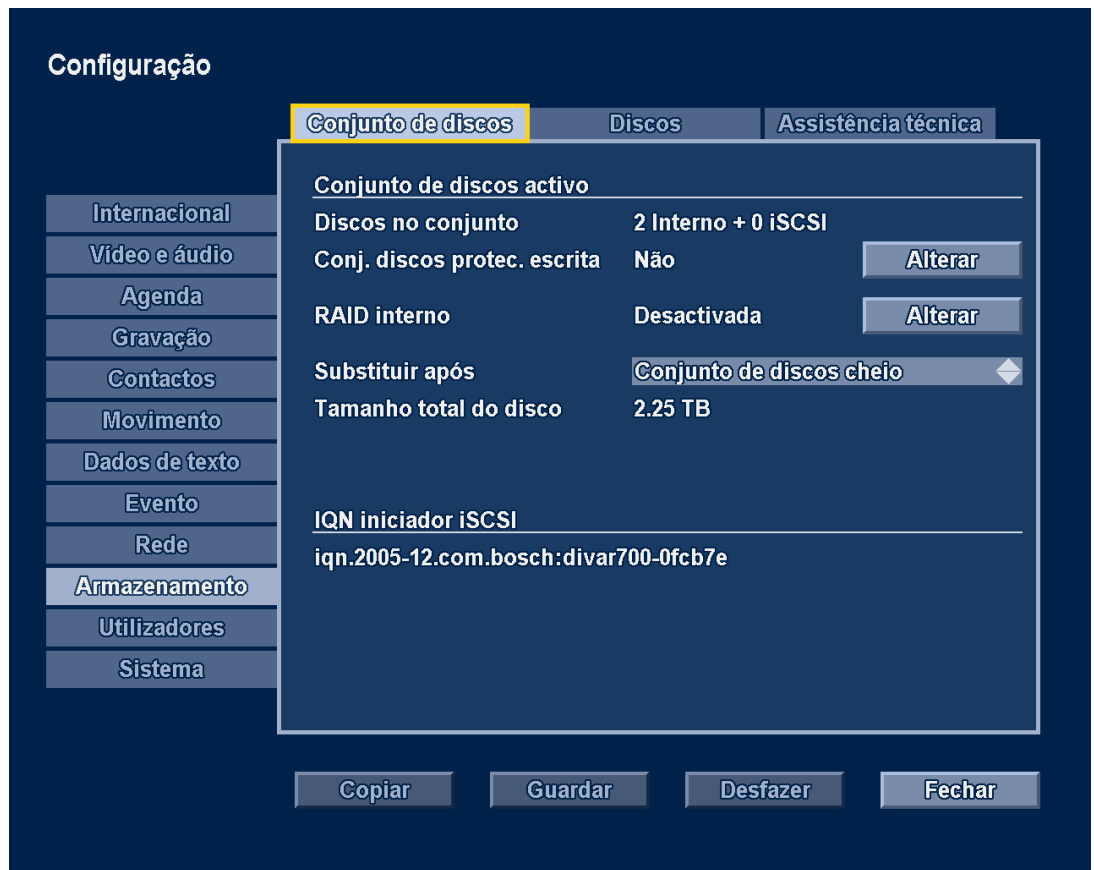 Configuração
Conjunto de discos
Discos
Assistência técnica
Internacional
Vídeo e áudio
Agenda
Gravação
Contactos
Movimento
Dados de texto
Evento
Rede
Armazenamento
Utilizadores
Sistema
Conjunto de discos activo
Discos no conjunto 2 Interno + 0 iSCSI
Conj. discos protec. escrita Não Alterar
RAID interno Desactivada Alterar
Substituir após Conjunto de discos cheio
Tamanho total do disco 2.25 TB
IQN iniciador iSCSI
iqn.2005-12.com.bosch:divar700-0fcb7e
Copiar Guardar Desfazer Fechar